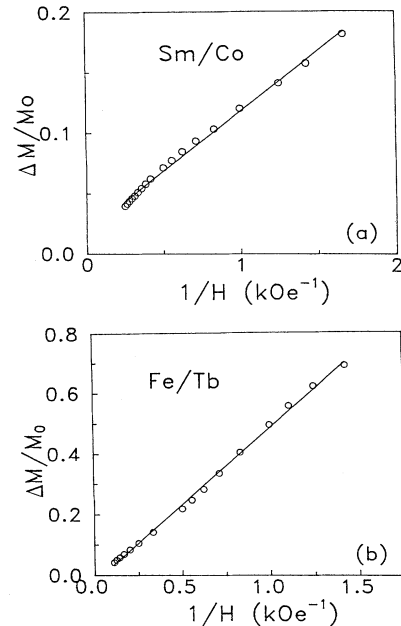 0.2
Sm/Co
ΔM/Mo
0.1
(a)
0.0
0 1 2
1/H (kOe⁻¹)
0.8
Fe/Tb
0.6
ΔM/M₀
0.4
0.2
(b)
0.0
0.0 0.5 1.0 1.5
1/H (kOe⁻¹)